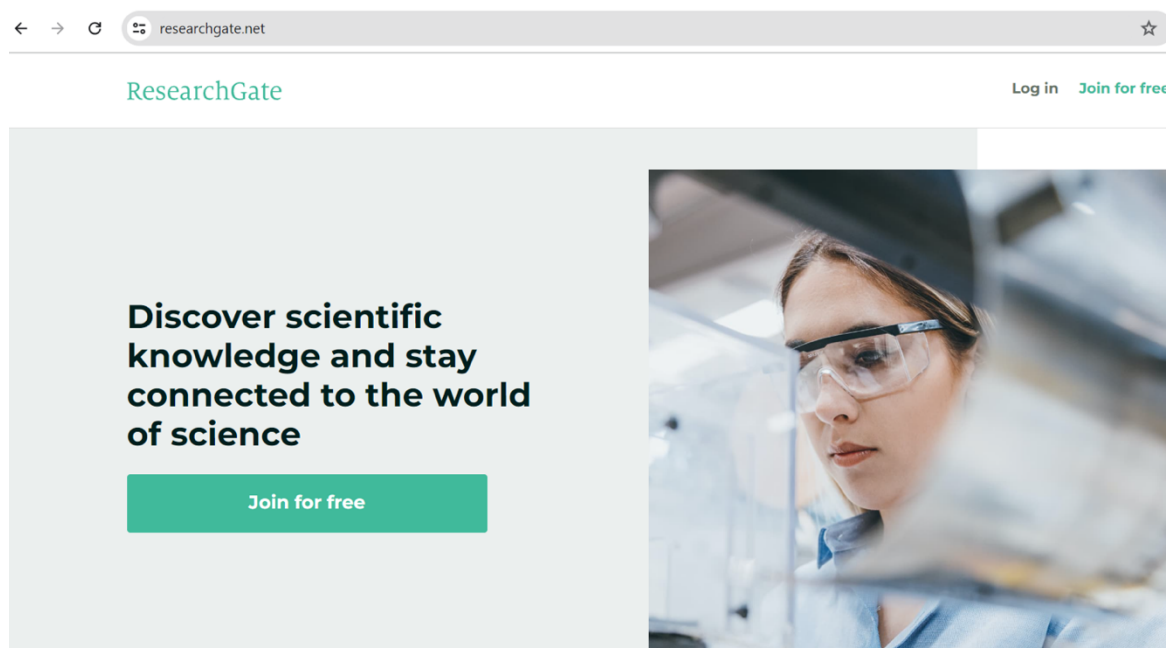 researchgate.net
ResearchGate
Log in Join for free
Discover scientific
knowledge and stay
connected to the world
of science
Join for free